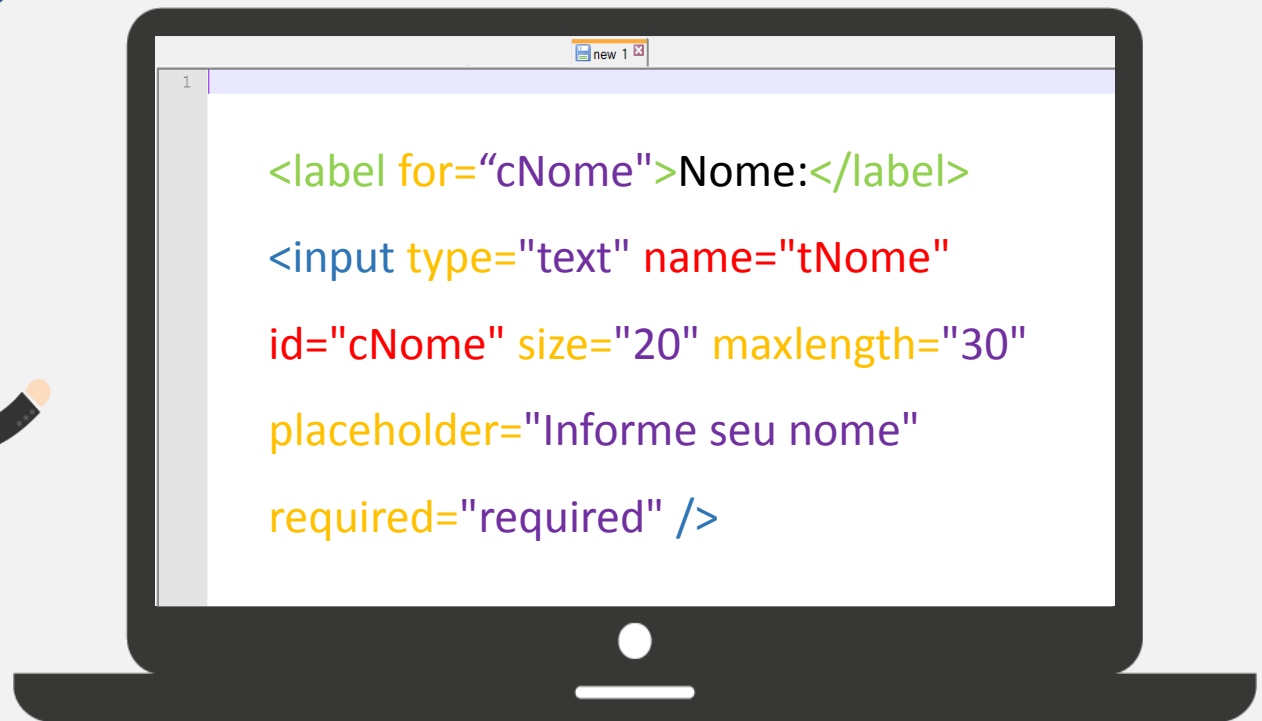 new 1
1
<label for=“cNome">Nome:</label>
<input type="text" name="tNome"
id="cNome" size="20" maxlength="30"
placeholder="Informe seu nome"
required="required" />